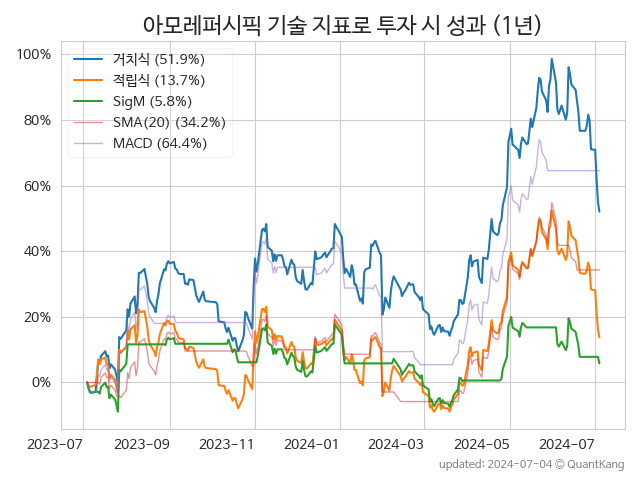 아모레퍼시픽 기술 지표로 투자 시 성과 (1년)
거치식 (51.9%)
적립식 (13.7%)
SigM (5.8%)
SMA(20) (34.2%)
MACD (64.4%)
100%
80%
60%
40%
20%
0%
2023-07 2023-09 2023-11 2024-01 2024-03 2024-05 2024-07
updated: 2024-07-04 © QuantKang